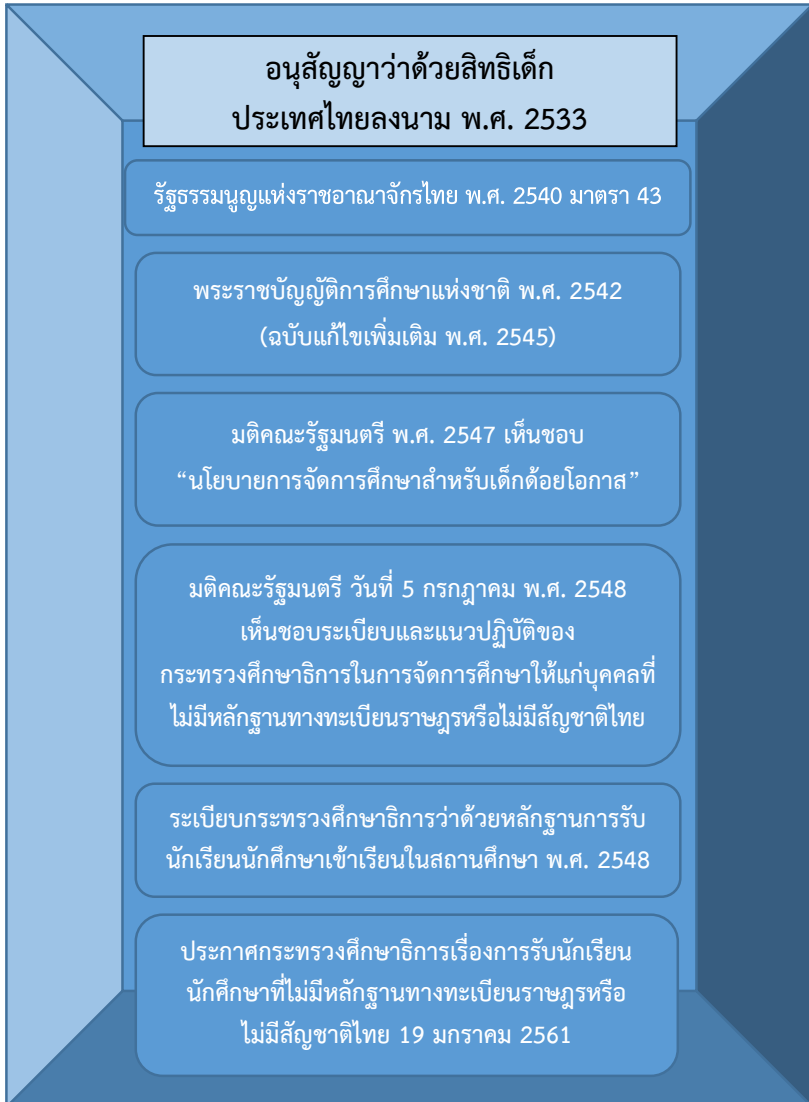 อนุสัญญาว่าด้วยสิทธิเด็ก
ประเทศไทยลงนาม พ.ศ. 2533
รัฐธรรมนูญแห่งราชอาณาจักรไทย พ.ศ. 2540 มาตรา 43
พระราชบัญญัติการศึกษาแห่งชาติ พ.ศ. 2542
(ฉบับแก้ไขเพิ่มเติม พ.ศ. 2545)
มติคณะรัฐมนตรี พ.ศ. 2547 เห็นชอบ
“นโยบายการจัดการศึกษาสำหรับเด็กด้อยโอกาส”
มติคณะรัฐมนตรี วันที่ 5 กรกฎาคม พ.ศ. 2548
เห็นชอบระเบียบและแนวปฏิบัติของ
กระทรวงศึกษาธิการในการจัดการศึกษาให้แก่บุคคลที่
ไม่มีหลักฐานทางทะเบียนราษฎรหรือไม่มีสัญชาติไทย
ระเบียบกระทรวงศึกษาธิการว่าด้วยหลักฐานการรับ
นักเรียนนักศึกษาเข้าเรียนในสถานศึกษา พ.ศ. 2548
ประกาศกระทรวงศึกษาธิการเรื่องการรับนักเรียน
นักศึกษาที่ไม่มีหลักฐานทางทะเบียนราษฎรหรือ
ไม่มีสัญชาติไทย 19 มกราคม 2561